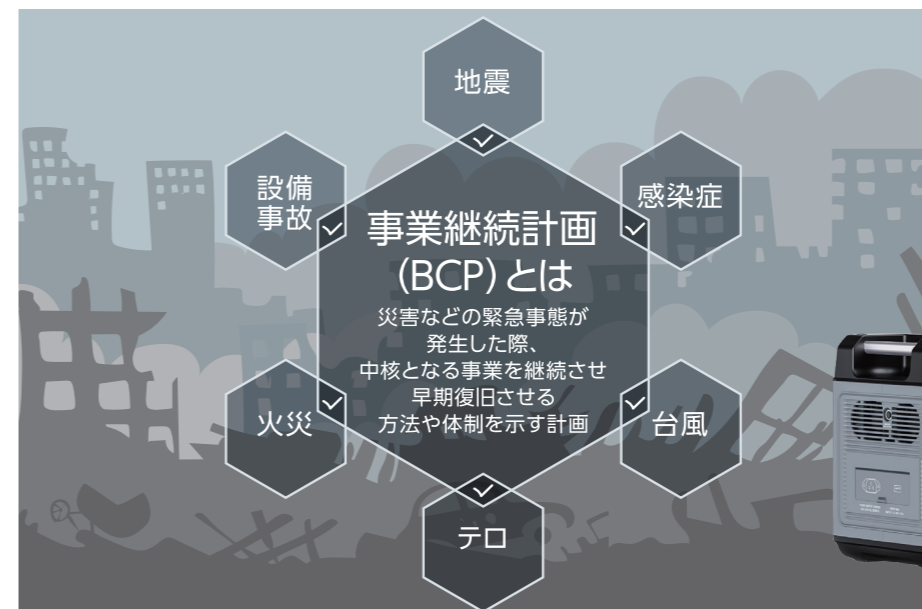 地震
設備
事故
感染症
事業継続計画
(BCP)とは
災害などの緊急事態が
発生した際、
中核となる事業を継続させ
早期復旧させる
方法や体制を示す計画
火災
台風
テロ